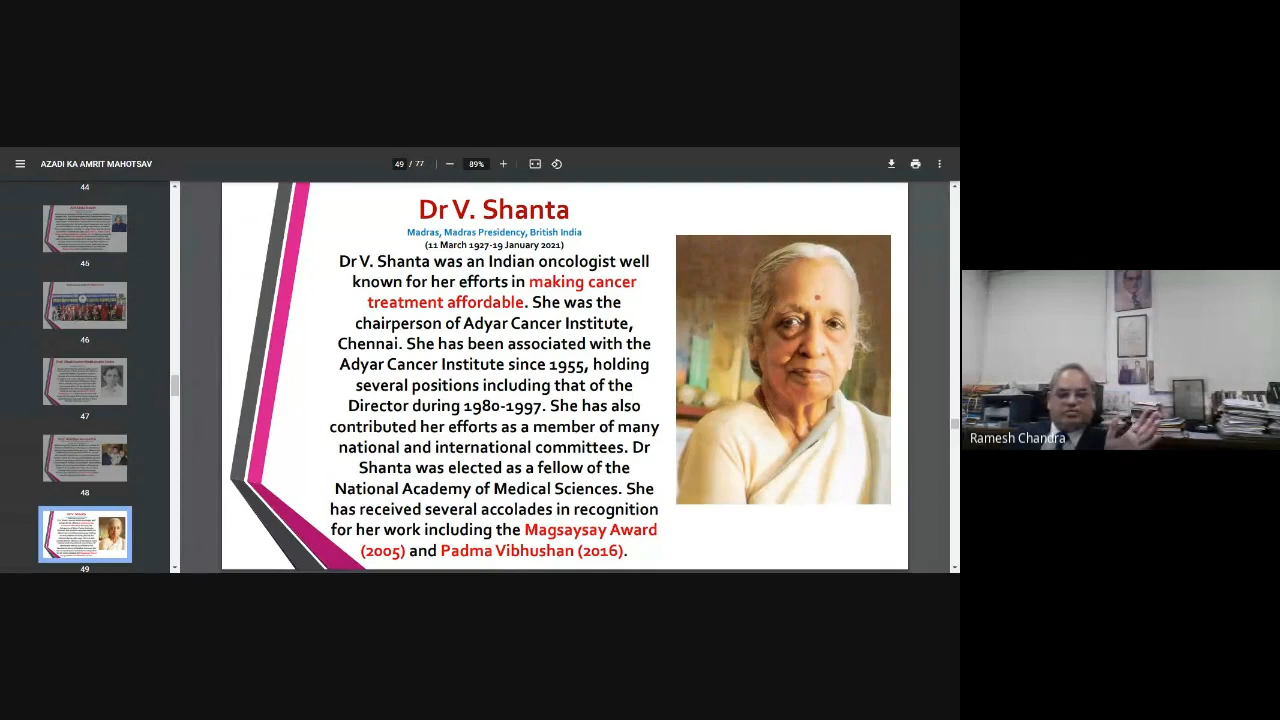 AZADI KA AMRIT MAHOTSAV
49 / 77
89%
44
45
46
47
48
49
Dr V. Shanta
Madras, Madras Presidency, British India
(11 March 1927-19 January 2021)
Dr V. Shanta was an Indian oncologist well
known for her efforts in making cancer
treatment affordable. She was the
chairperson of Adyar Cancer Institute,
Chennai. She has been associated with the
Adyar Cancer Institute since 1955, holding
several positions including that of the
Director during 1980-1997. She has also
contributed her efforts as a member of many
national and international committees. Dr
Shanta was elected as a fellow of the
National Academy of Medical Sciences. She
has received several accolades in recognition
for her work including the Magsaysay Award
(2005) and Padma Vibhushan (2016).
Ramesh Chandra